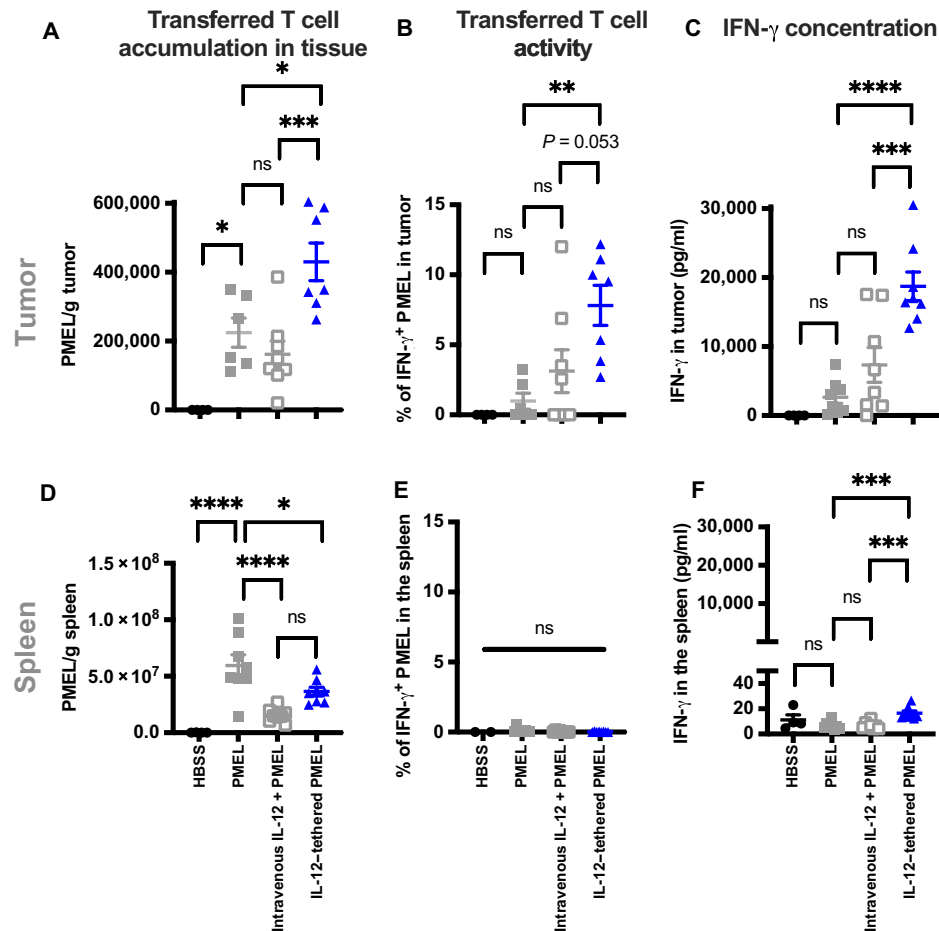 A
Transferred T cell
accumulation in tissue
B
Transferred T cell
activity
C
IFN-γ concentration
Tumor
PMEL/g tumor
600,000
400,000
200,000
0
*
ns
***
*
% of IFN-γ+ PMEL in tumor
15
10
5
0
ns
ns
P = 0.053
**
IFN-γ in tumor (pg/ml)
30,000
20,000
10,000
0
ns
ns
***
****
Spleen
D
PMEL/g spleen
1.5 × 10⁸
1.0 × 10⁸
5.0 × 10⁷
0.0
****
*
****
ns
HBSS
PMEL
Intravenous IL-12 + PMEL
IL-12–tethered PMEL
E
% of IFN-γ+ PMEL in the spleen
15
10
5
0
ns
HBSS
PMEL
Intravenous IL-12 + PMEL
IL-12–tethered PMEL
F
IFN-γ in the spleen (pg/ml)
30,000
20,000
10,000
40
20
0
ns
ns
***
***
HBSS
PMEL
Intravenous IL-12 + PMEL
IL-12–tethered PMEL